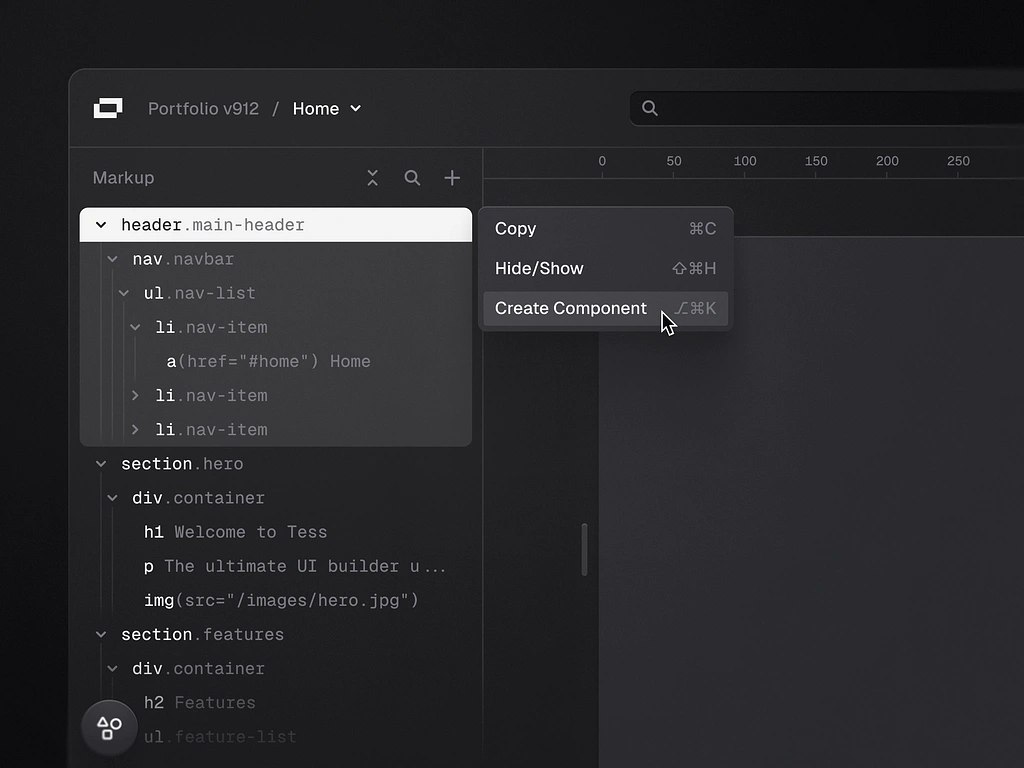 Portfolio v912 / Home
Markup
0 50 100 150 200 250
header.main-header
nav.navbar
ul.nav-list
li.nav-item
a(href="#home") Home
li.nav-item
li.nav-item
section.hero
div.container
h1 Welcome to Tess
p The ultimate UI builder u...
img(src="/images/hero.jpg")
section.features
div.container
h2 Features
ul.feature-list
Copy ⌘C
Hide/Show ⇧⌘H
Create Component ⌥⌘K